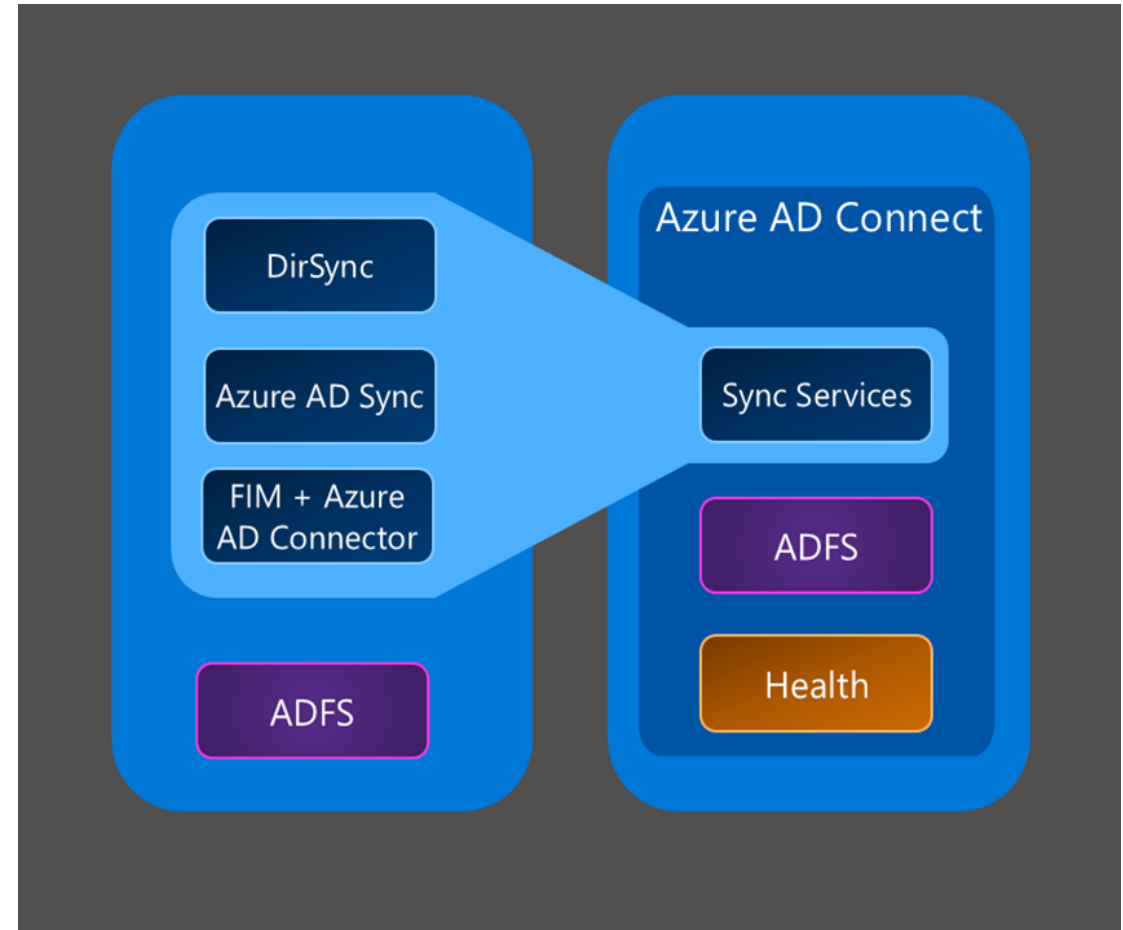 DirSync
Azure AD Sync
FIM + Azure
AD Connector
ADFS
Azure AD Connect
Sync Services
ADFS
Health